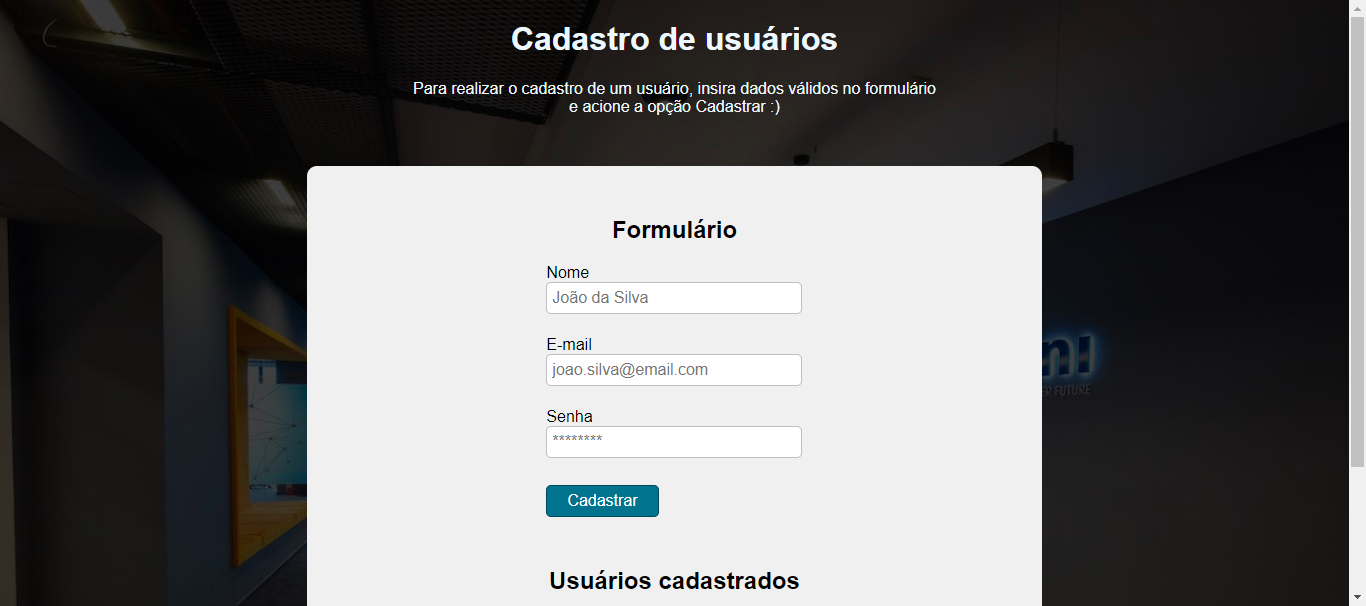 Cadastro de usuários
Para realizar o cadastro de um usuário, insira dados válidos no formulário
e acione a opção Cadastrar :)
Formulário
Nome
João da Silva
E-mail
joao.silva@email.com
Senha
********
Cadastrar
Usuários cadastrados
FUTURE